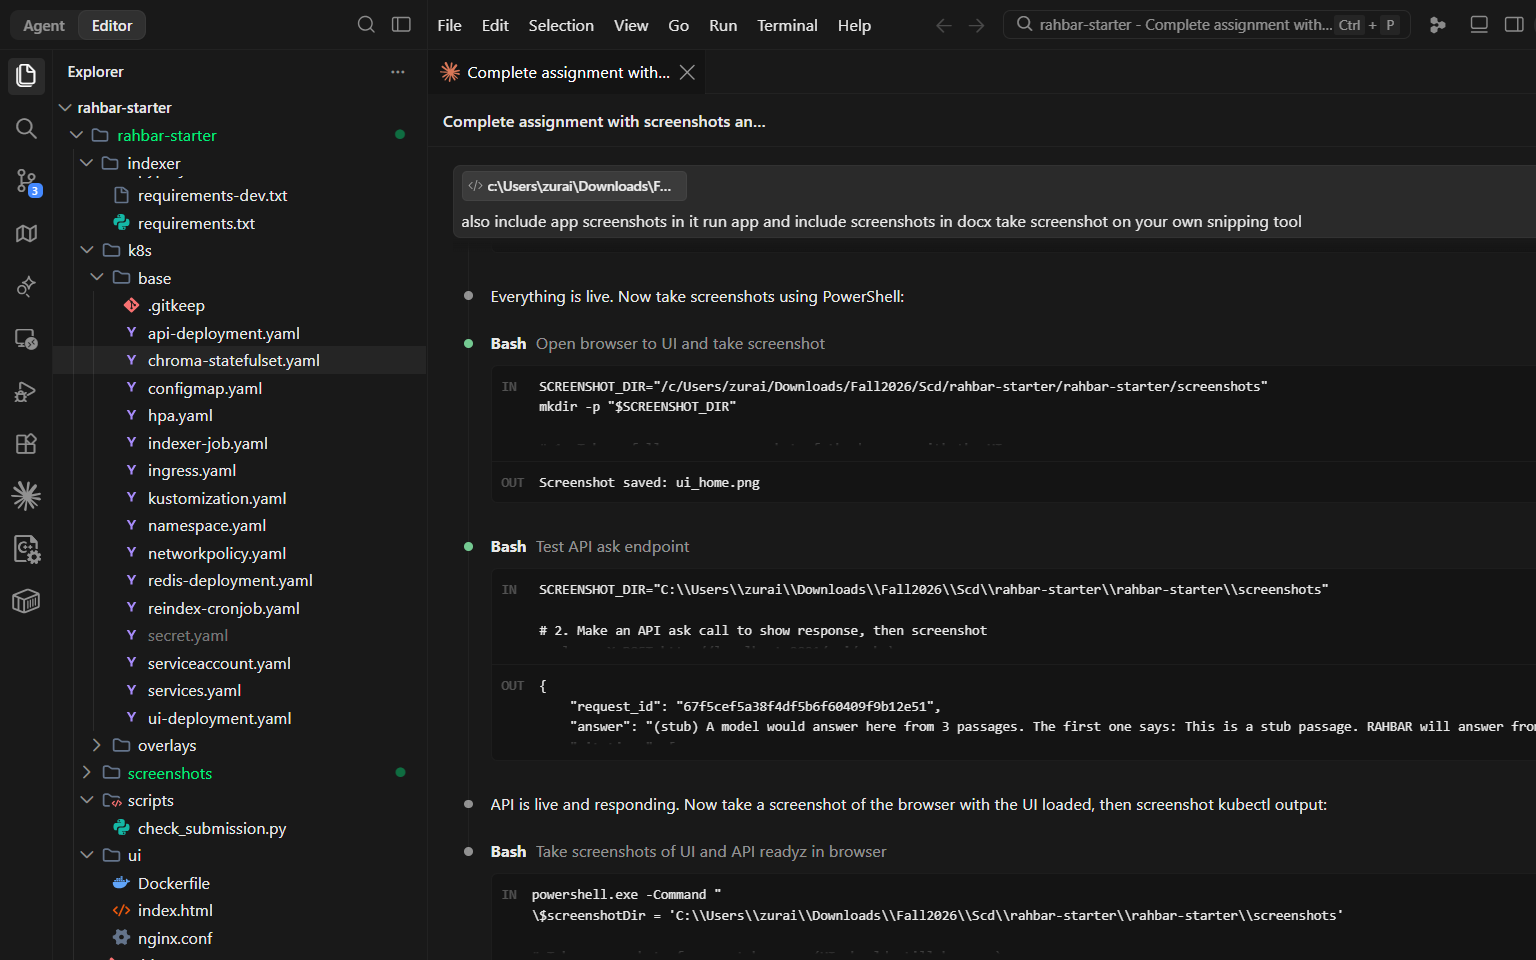 Agent
Editor
File
Edit
Selection
View
Go
Run
Terminal
Help
rahbar-starter - Complete assignment with...
Ctrl + P
Explorer
Complete assignment with...
rahbar-starter
rahbar-starter
indexer
requirements-dev.txt
requirements.txt
k8s
base
.gitkeep
api-deployment.yaml
chroma-statefulset.yaml
configmap.yaml
hpa.yaml
indexer-job.yaml
ingress.yaml
kustomization.yaml
namespace.yaml
networkpolicy.yaml
redis-deployment.yaml
reindex-cronjob.yaml
secret.yaml
serviceaccount.yaml
services.yaml
ui-deployment.yaml
overlays
screenshots
scripts
check_submission.py
ui
Dockerfile
index.html
nginx.conf
3
Complete assignment with screenshots an...
c:\Users\zurai\Downloads\F...
also include app screenshots in it run app and include screenshots in docx take screenshot on your own snipping tool
Everything is live. Now take screenshots using PowerShell:
Bash Open browser to UI and take screenshot
IN SCREENSHOT_DIR="/c/Users/zurai/Downloads/Fall2026/Scd/rahbar-starter/rahbar-starter/screenshots"
mkdir -p "$SCREENSHOT_DIR"
OUT Screenshot saved: ui_home.png
Bash Test API ask endpoint
IN SCREENSHOT_DIR="C:\\Users\\zurai\\Downloads\\Fall2026\\Scd\\rahbar-starter\\rahbar-starter\\screenshots"
# 2. Make an API ask call to show response, then screenshot
OUT {
"request_id": "67f5cef5a38f4df5b6f60409f9b12e51",
"answer": "(stub) A model would answer here from 3 passages. The first one says: This is a stub passage. RAHBAR will answer from
API is live and responding. Now take a screenshot of the browser with the UI loaded, then screenshot kubectl output:
Bash Take screenshots of UI and API readyz in browser
IN powershell.exe -Command "
\$screenshotDir = 'C:\\Users\\zurai\\Downloads\\Fall2026\\Scd\\rahbar-starter\\rahbar-starter\\screenshots'